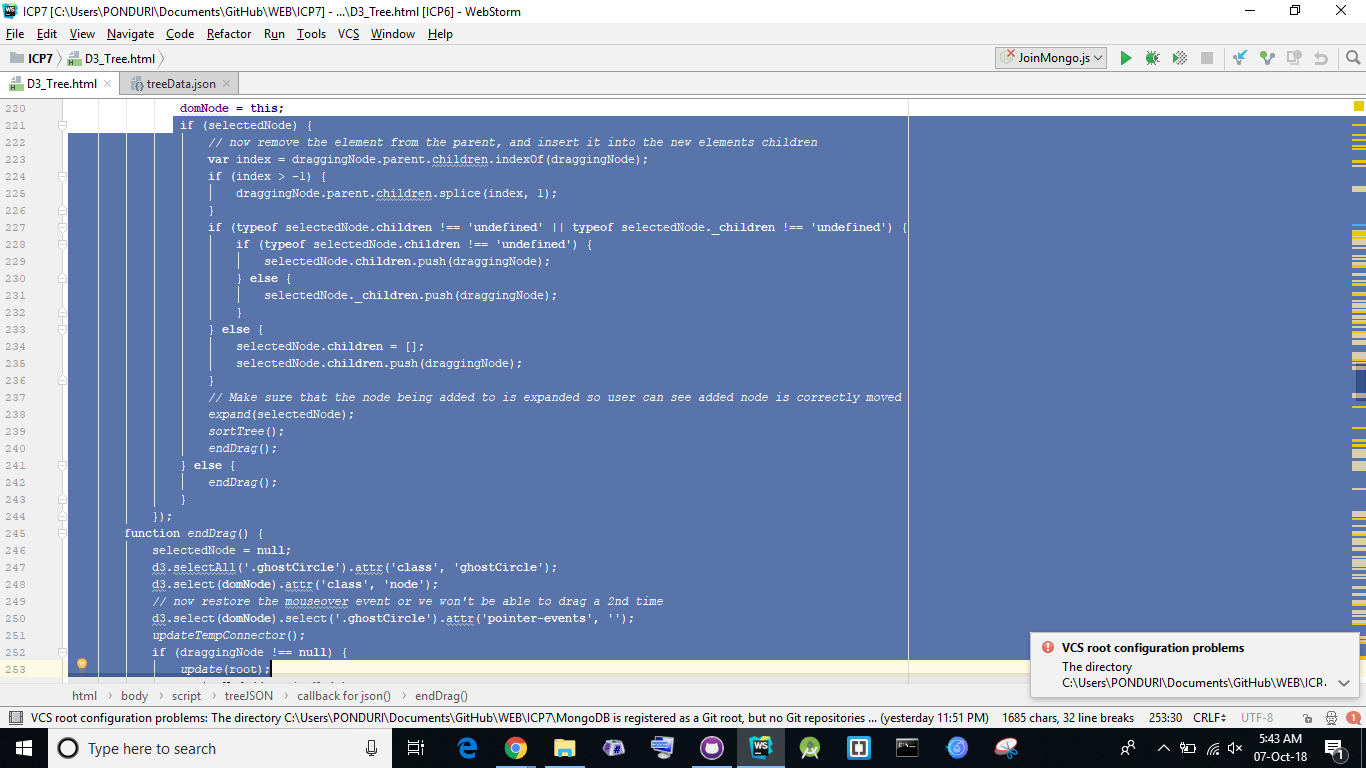 ICP7 [C:\Users\PONDURI\Documents\GitHub\WEB\ICP7] - ...\D3_Tree.html [ICP6] - WebStorm
File Edit View Navigate Code Refactor Run Tools VCS Window Help
ICP7 D3_Tree.html JoinMongo.js
D3_Tree.html treeData.json
220 domNode = this;
221 if (selectedNode) {
222 // now remove the element from the parent, and insert it into the new elements children
223 var index = draggingNode.parent.children.indexOf(draggingNode);
224 if (index > -1) {
225 draggingNode.parent.children.splice(index, 1);
226 }
227 if (typeof selectedNode.children !== 'undefined' || typeof selectedNode._children !== 'undefined') {
228 if (typeof selectedNode.children !== 'undefined') {
229 selectedNode.children.push(draggingNode);
230 } else {
231 selectedNode._children.push(draggingNode);
232 }
233 } else {
234 selectedNode.children = [];
235 selectedNode.children.push(draggingNode);
236 }
237 // Make sure that the node being added to is expanded so user can see added node is correctly moved
238 expand(selectedNode);
239 sortTree();
240 endDrag();
241 } else {
242 endDrag();
243 }
244 });
245 function endDrag() {
246 selectedNode = null;
247 d3.selectAll('.ghostCircle').attr('class', 'ghostCircle');
248 d3.select(domNode).attr('class', 'node');
249 // now restore the mouseover event or we won't be able to drag a 2nd time
250 d3.select(domNode).select('.ghostCircle').attr('pointer-events', '');
251 updateTempConnector();
252 if (draggingNode !== null) {
253 update(root);
VCS root configuration problems
The directory
C:\Users\PONDURI\Documents\GitHub\WEB\ICP
html body script treeJSON callback for json() endDrag()
VCS root configuration problems: The directory C:\Users\PONDURI\Documents\GitHub\WEB\ICP7\MongoDB is registered as a Git root, but no Git repositories ... (yesterday 11:51 PM) 1685 chars, 32 line breaks 253:30 CRLF UTF-8 1
Type here to search
5:43 AM
07-Oct-18
1